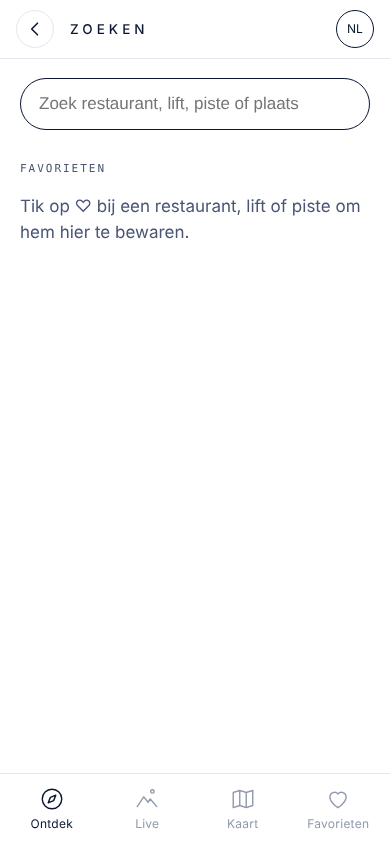 ZOEKEN
NL
Zoek restaurant, lift, piste of plaats
FAVORIETEN
Tik op ♡ bij een restaurant, lift of piste om
hem hier te bewaren.
Ontdek
Live
Kaart
Favorieten